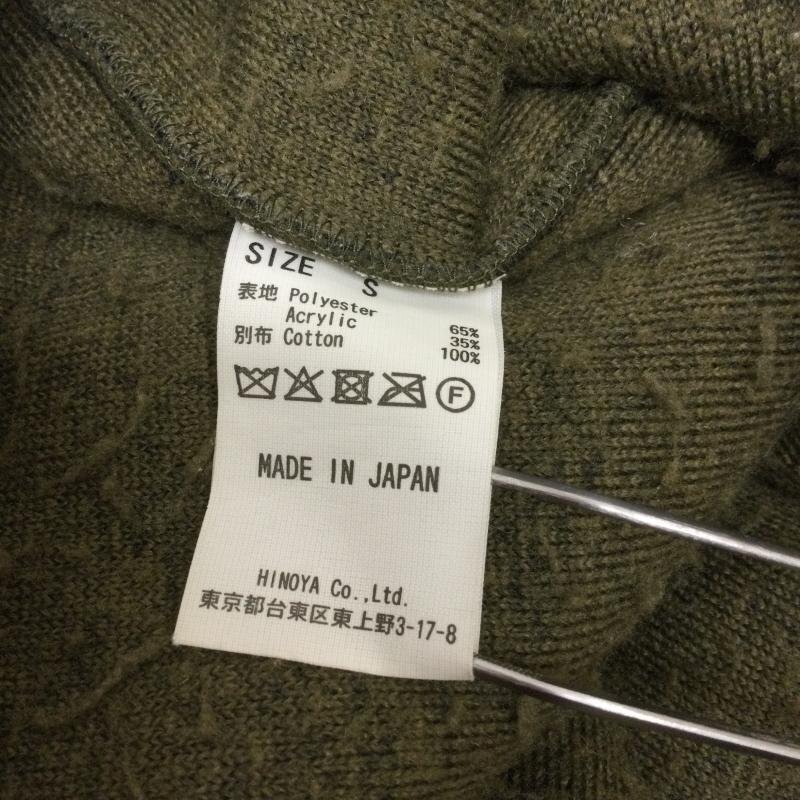 SIZE S
表地 Polyester 65%
Acrylic 35%
別布 Cotton 100%
F
MADE IN JAPAN
HINOYA Co.,Ltd.
東京都台東区東上野3-17-8